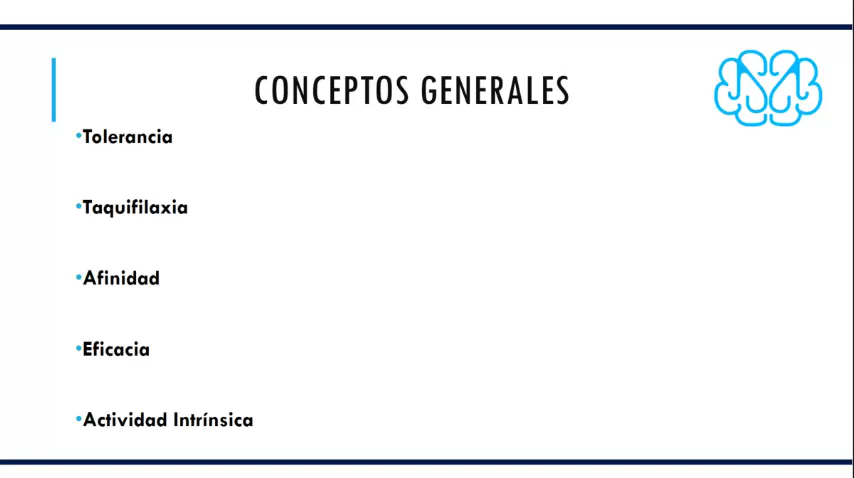 CONCEPTOS GENERALES
•Tolerancia
•Taquifilaxia
•Afinidad
•Eficacia
•Actividad Intrínsica